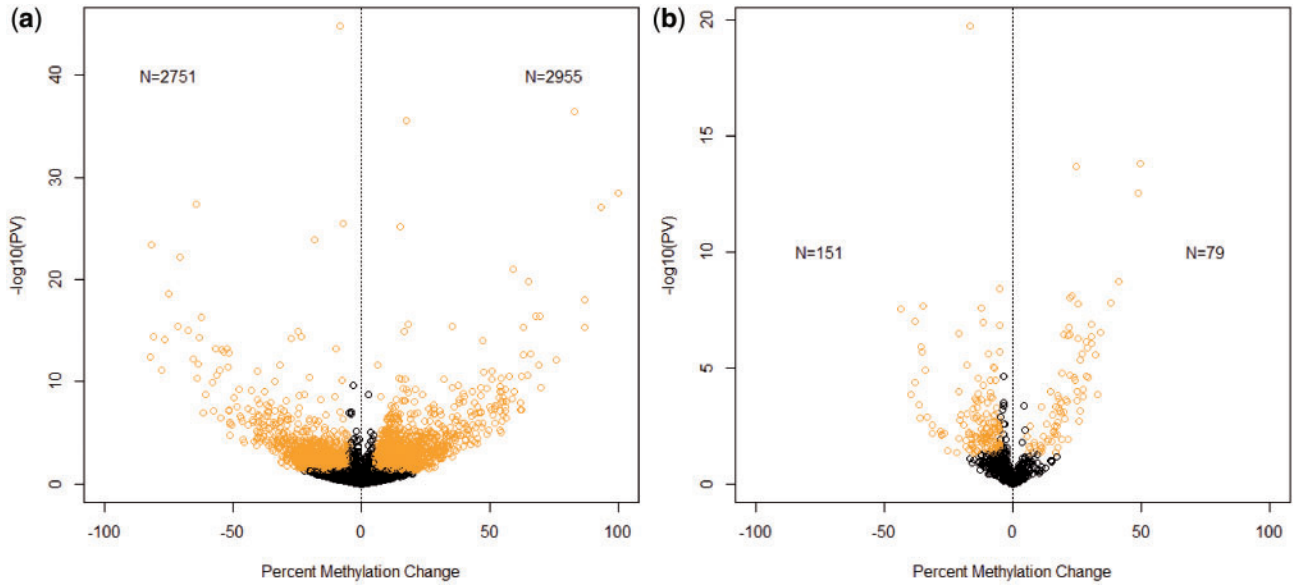 (a)
N=2751
N=2955
-log10(PV)
40
30
20
10
0
-100
-50
0
50
100
Percent Methylation Change
(b)
N=151
N=79
-log10(PV)
20
15
10
5
0
-100
-50
0
50
100
Percent Methylation Change